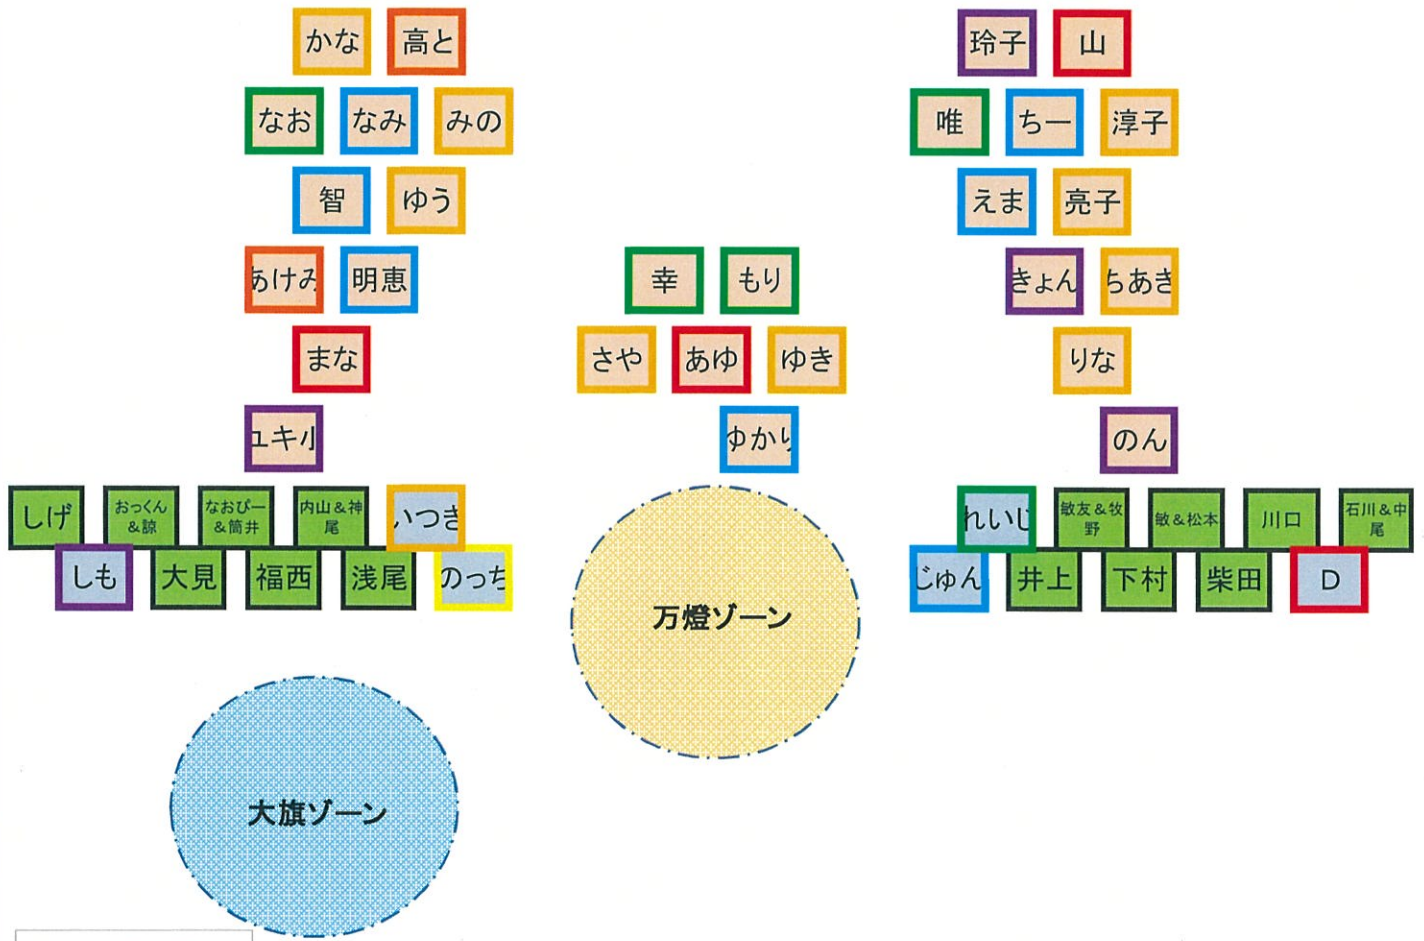 かな 高と
玲子 山
なお なみ みの
唯 ちー 淳子
智 ゆう
えま 亮子
あけみ 明恵
幸 もり
きょん ちあき
まな
さや あゆ ゆき
りな
ユキ小
ゆかり
のん
しげ
おっくん
&諒
なおぴー
&筒井
内山&神
尾
いつき
しも 大見 福西 浅尾 のっち
れいじ
敏友&牧
野
敏&松本
川口
石川&中
尾
じゅん 井上 下村 柴田 D
万燈ゾーン
大旗ゾーン